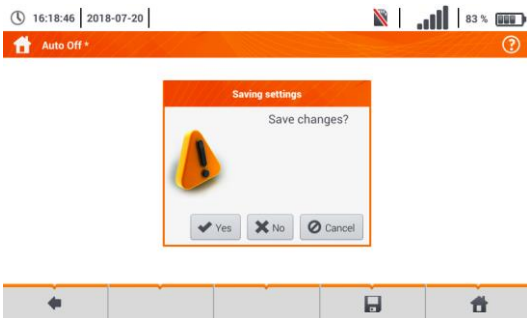 16:18:46 2018-07-20 83 %
Auto Off *
Saving settings
Save changes?
Yes No Cancel